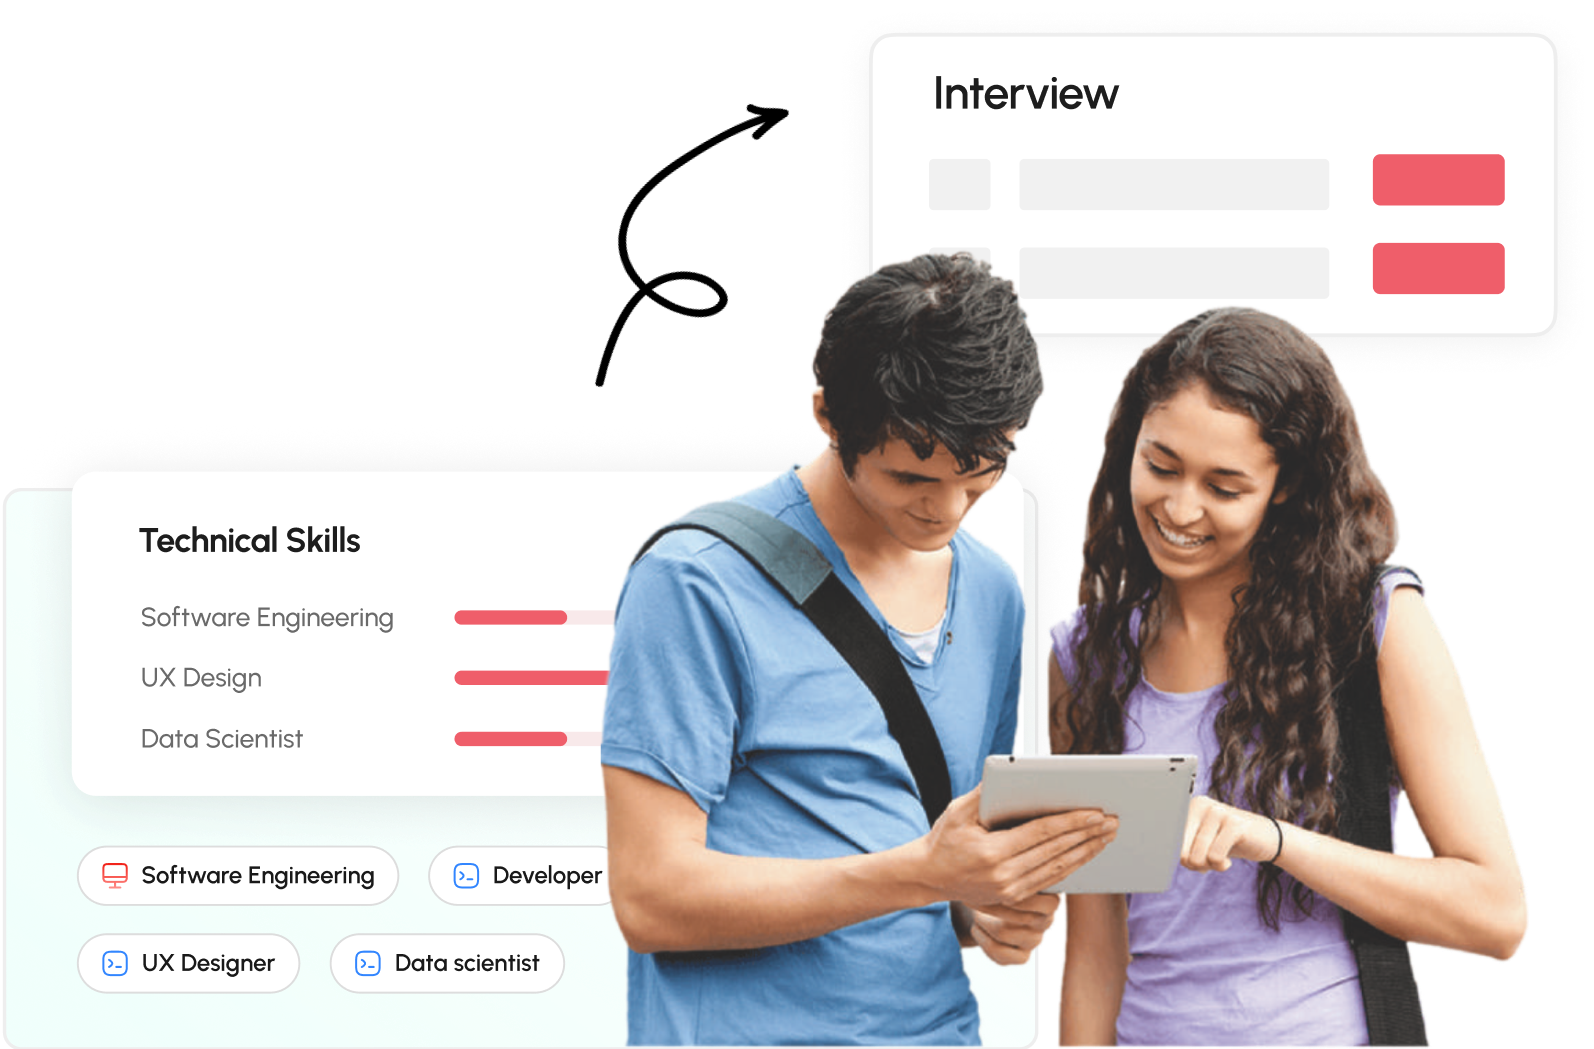 Interview
Technical Skills
Software Engineering
UX Design
Data Scientist
Software Engineering
Developer
UX Designer
Data scientist